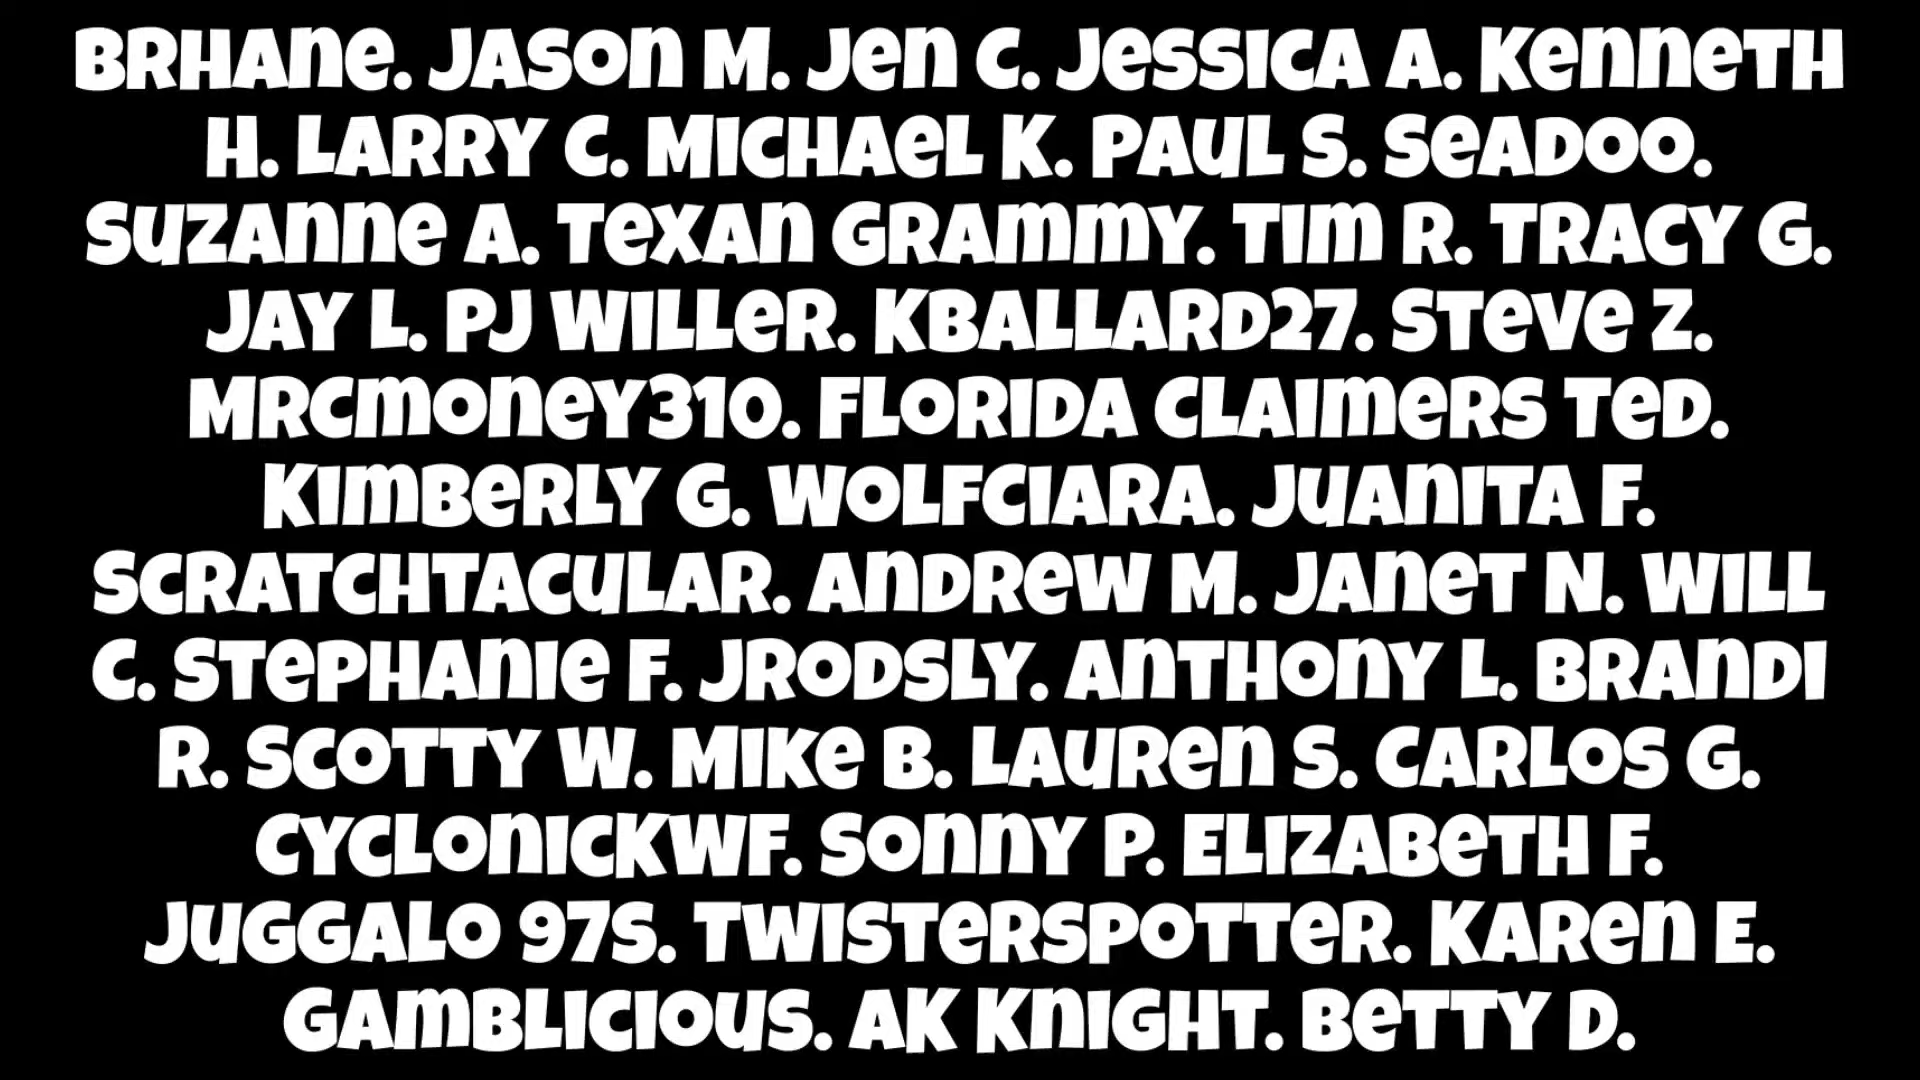 BRHANE. JASON M. JEN C. JESSICA A. KENNETH
H. LARRY C. MICHAEL K. PAUL S. SEADOO.
SUZANNE A. TEXAN GRAMMY. TIM R. TRACY G.
JAY L. PJ WILLER. KBALLARD27. STEVE Z.
MRCMONEY310. FLORIDA CLAIMERS TED.
KIMBERLY G. WOLFCIARA. JUANITA F.
SCRATCHTACULAR. ANDREW M. JANET N. WILL
C. STEPHANIE F. JRODSLY. ANTHONY L. BRANDI
R. SCOTTY W. MIKE B. LAUREN S. CARLOS G.
CYCLONICKWF. SONNY P. ELIZABETH F.
JUGGALO 97S. TWISTERSPOTTER. KAREN E.
GAMBLICIOUS. AK KNIGHT. BETTY D.